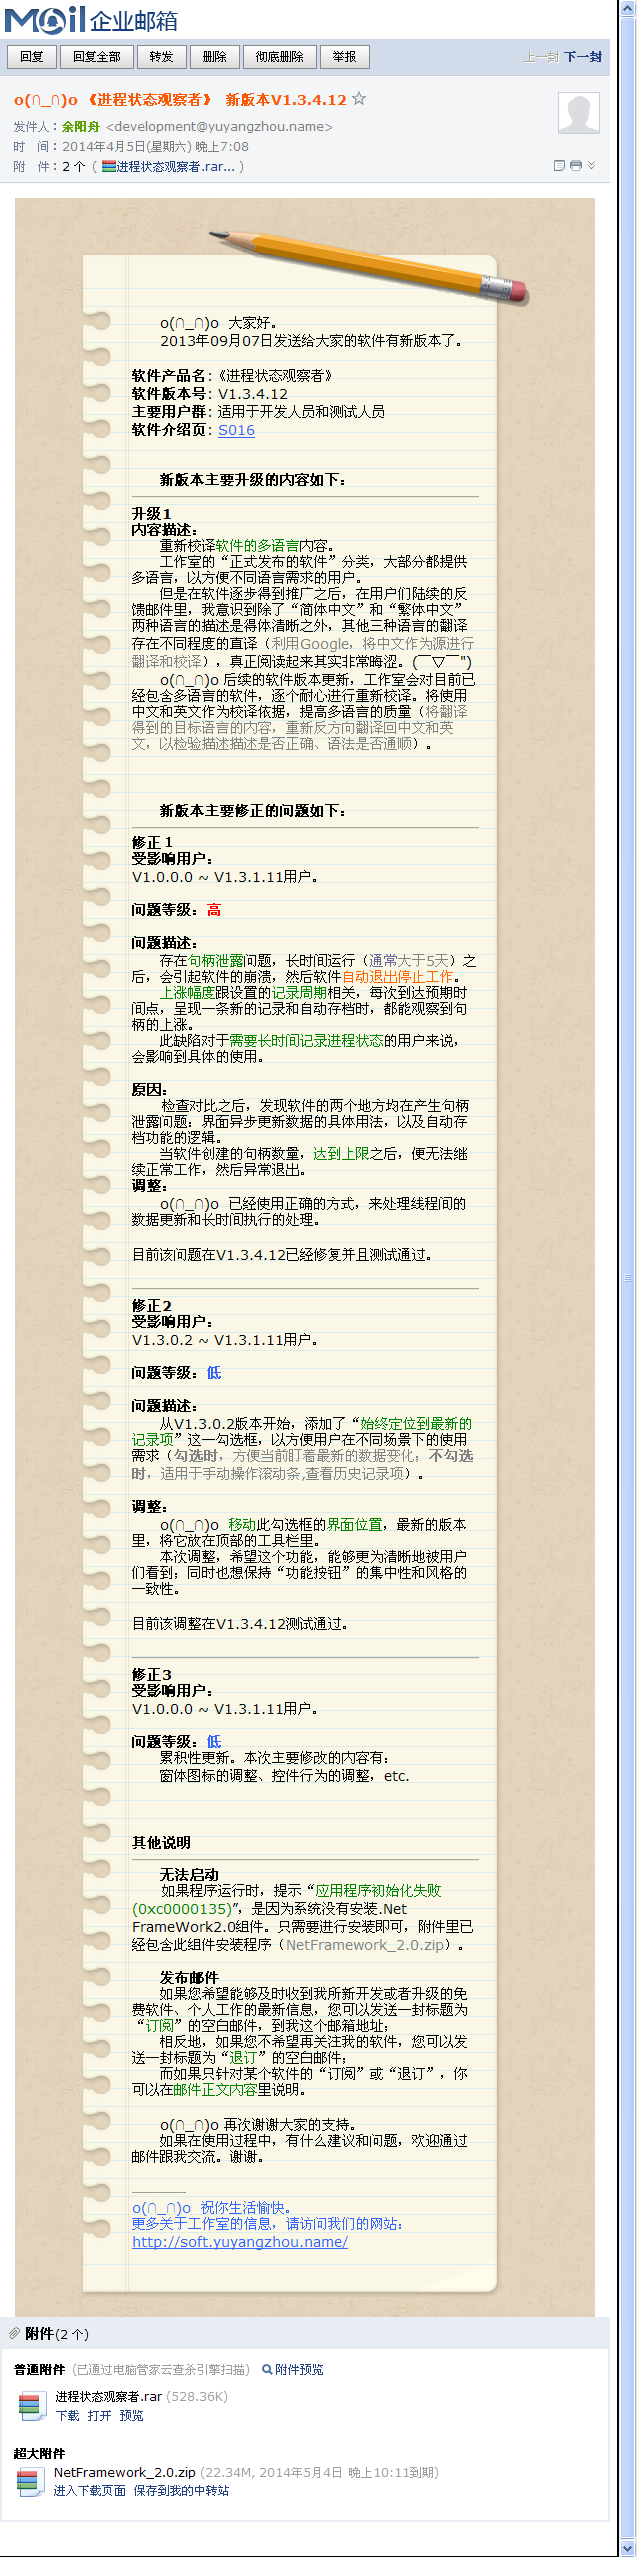 Mail 企业邮箱
回复 回复全部 转发 删除 彻底删除 举报 上一封 下一封
o(∩_∩)o 《进程状态观察者》 新版本V1.3.4.12 ☆
发件人：余阳舟 <development@yuyangzhou.name>
时 间：2014年4月5日(星期六) 晚上7:08
附 件：2 个 ( 进程状态观察者.rar... )
o(∩_∩)o 大家好。
2013年09月07日发送给大家的软件有新版本了。
软件产品名：《进程状态观察者》
软件版本号：V1.3.4.12
主要用户群：适用于开发人员和测试人员
软件介绍页：S016
新版本主要升级的内容如下：
升级1
内容描述：
重新校译软件的多语言内容。
工作室的“正式发布的软件”分类，大部分都提供
多语言，以方便不同语言需求的用户。
但是在软件逐步得到推广之后，在用户们陆续的反
馈邮件里，我意识到除了“简体中文”和“繁体中文”
两种语言的描述是得体清晰之外，其他三种语言的翻译
存在不同程度的直译（利用Google，将中文作为源进行
翻译和校译），真正阅读起来其实非常晦涩。(￣▽￣")
o(∩_∩)o 后续的软件版本更新，工作室会对目前已
经包含多语言的软件，逐个耐心进行重新校译。将使用
中文和英文作为校译依据，提高多语言的质量（将翻译
得到的目标语言的内容，重新反方向翻译回中文和英
文，以检验描述描述是否正确、语法是否通顺）。
新版本主要修正的问题如下：
修正 1
受影响用户：
V1.0.0.0 ~ V1.3.1.11用户。
问题等级：高
问题描述：
存在句柄泄露问题，长时间运行（通常大于5天）之
后，会引起软件的崩溃，然后软件自动退出停止工作。
上涨幅度跟设置的记录周期相关，每次到达预期时
间点，呈现一条新的记录和自动存档时，都能观察到句
柄的上涨。
此缺陷对于需要长时间记录进程状态的用户来说，
会影响到具体的使用。
原因：
检查对比之后，发现软件的两个地方均在产生句柄
泄露问题：界面异步更新数据的具体用法，以及自动存
档功能的逻辑。
当软件创建的句柄数量，达到上限之后，便无法继
续正常工作，然后异常退出。
调整：
o(∩_∩)o 已经使用正确的方式，来处理线程间的
数据更新和长时间执行的处理。
目前该问题在V1.3.4.12已经修复并且测试通过。
修正2
受影响用户：
V1.3.0.2 ~ V1.3.1.11用户。
问题等级：低
问题描述：
从V1.3.0.2版本开始，添加了“始终定位到最新的
记录项”这一勾选框，以方便用户在不同场景下的使用
需求（勾选时，方便当前盯着最新的数据变化；不勾选
时，适用于手动操作滚动条,查看历史记录项）。
调整：
o(∩_∩)o 移动此勾选框的界面位置，最新的版本
里，将它放在顶部的工具栏里。
本次调整，希望这个功能，能够更为清晰地被用户
们看到；同时也想保持“功能按钮”的集中性和风格的
一致性。
目前该调整在V1.3.4.12测试通过。
修正3
受影响用户：
V1.0.0.0 ~ V1.3.1.11用户。
问题等级：低
累积性更新。本次主要修改的内容有：
窗体图标的调整、控件行为的调整，etc.
其他说明
无法启动
如果程序运行时，提示“应用程序初始化失败
(0xc0000135)”，是因为系统没有安装.Net
FrameWork2.0组件。只需要进行安装即可，附件里已
经包含此组件安装程序（NetFramework_2.0.zip）。
发布邮件
如果您希望能够及时收到我所新开发或者升级的免
费软件、个人工作的最新信息，您可以发送一封标题为
“订阅”的空白邮件，到我这个邮箱地址；
相反地，如果您不希望再关注我的软件，您可以发
送一封标题为“退订”的空白邮件；
而如果只针对某个软件的“订阅”或“退订”，你
可以在邮件正文内容里说明。
o(∩_∩)o 再次谢谢大家的支持。
如果在使用过程中，有什么建议和问题，欢迎通过
邮件跟我交流。谢谢。
o(∩_∩)o 祝你生活愉快。
更多关于工作室的信息，请访问我们的网站：
http://soft.yuyangzhou.name/
附件(2 个)
普通附件 (已通过电脑管家云查杀引擎扫描) 附件预览
进程状态观察者.rar (528.36K)
下载 打开 预览
超大附件
NetFramework_2.0.zip (22.34M, 2014年5月4日 晚上10:11到期)
进入下载页面 保存到我的中转站